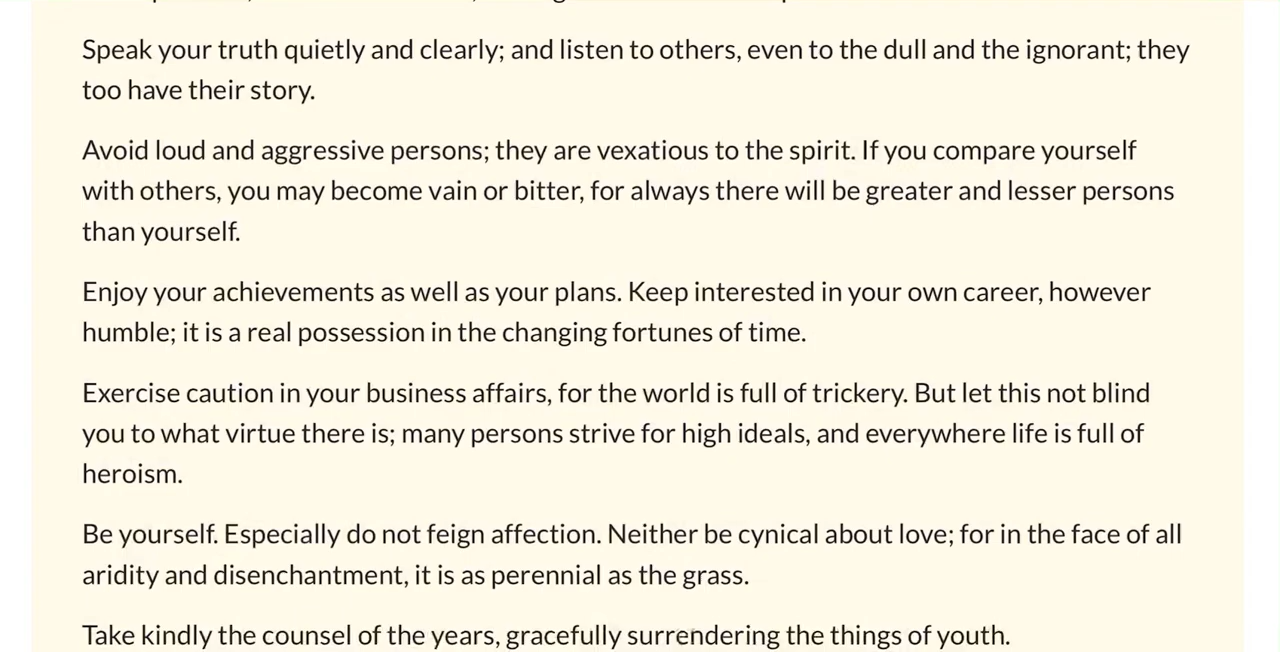 Speak your truth quietly and clearly; and listen to others, even to the dull and the ignorant; they
too have their story.
Avoid loud and aggressive persons; they are vexatious to the spirit. If you compare yourself
with others, you may become vain or bitter, for always there will be greater and lesser persons
than yourself.
Enjoy your achievements as well as your plans. Keep interested in your own career, however
humble; it is a real possession in the changing fortunes of time.
Exercise caution in your business affairs, for the world is full of trickery. But let this not blind
you to what virtue there is; many persons strive for high ideals, and everywhere life is full of
heroism.
Be yourself. Especially do not feign affection. Neither be cynical about love; for in the face of all
aridity and disenchantment, it is as perennial as the grass.
Take kindly the counsel of the years, gracefully surrendering the things of youth.